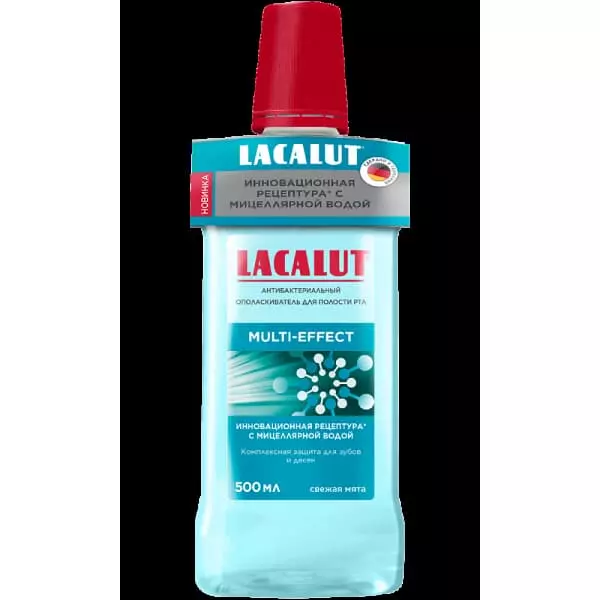 LACALUT
СДЕЛАНО В
НОВИНКА
ИННОВАЦИОННАЯ
РЕЦЕПТУРА* С
МИЦЕЛЛЯРНОЙ ВОДОЙ
LACALUT
АНТИБАКТЕРИАЛЬНЫЙ
ОПОЛАСКИВАТЕЛЬ ДЛЯ ПОЛОСТИ РТА
MULTI-EFFECT
ИННОВАЦИОННАЯ РЕЦЕПТУРА*
С МИЦЕЛЛЯРНОЙ ВОДОЙ
Комплексная защита для зубов
и десен
500 МЛ
свежая мята